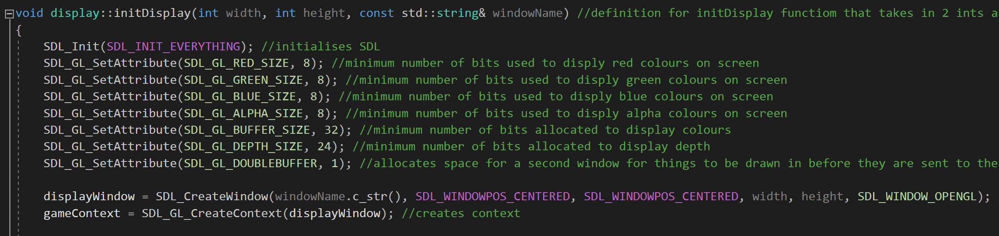 void display::initDisplay(int width, int height, const std::string& windowName) //definition for initDisplay functiom that takes in 2 ints a
{
SDL_Init(SDL_INIT_EVERYTHING); //initialises SDL
SDL_GL_SetAttribute(SDL_GL_RED_SIZE, 8); //minimum number of bits used to disply red colours on screen
SDL_GL_SetAttribute(SDL_GL_GREEN_SIZE, 8); //minimum number of bits used to disply green colours on screen
SDL_GL_SetAttribute(SDL_GL_BLUE_SIZE, 8); //minimum number of bits used to disply blue colours on screen
SDL_GL_SetAttribute(SDL_GL_ALPHA_SIZE, 8); //minimum number of bits used to disply alpha colours on screen
SDL_GL_SetAttribute(SDL_GL_BUFFER_SIZE, 32); //minimum number of bits allocated to display colours
SDL_GL_SetAttribute(SDL_GL_DEPTH_SIZE, 24); //minimum number of bits allocated to display depth
SDL_GL_SetAttribute(SDL_GL_DOUBLEBUFFER, 1); //allocates space for a second window for things to be drawn in before they are sent to the
displayWindow = SDL_CreateWindow(windowName.c_str(), SDL_WINDOWPOS_CENTERED, SDL_WINDOWPOS_CENTERED, width, height, SDL_WINDOW_OPENGL);
gameContext = SDL_GL_CreateContext(displayWindow); //creates context